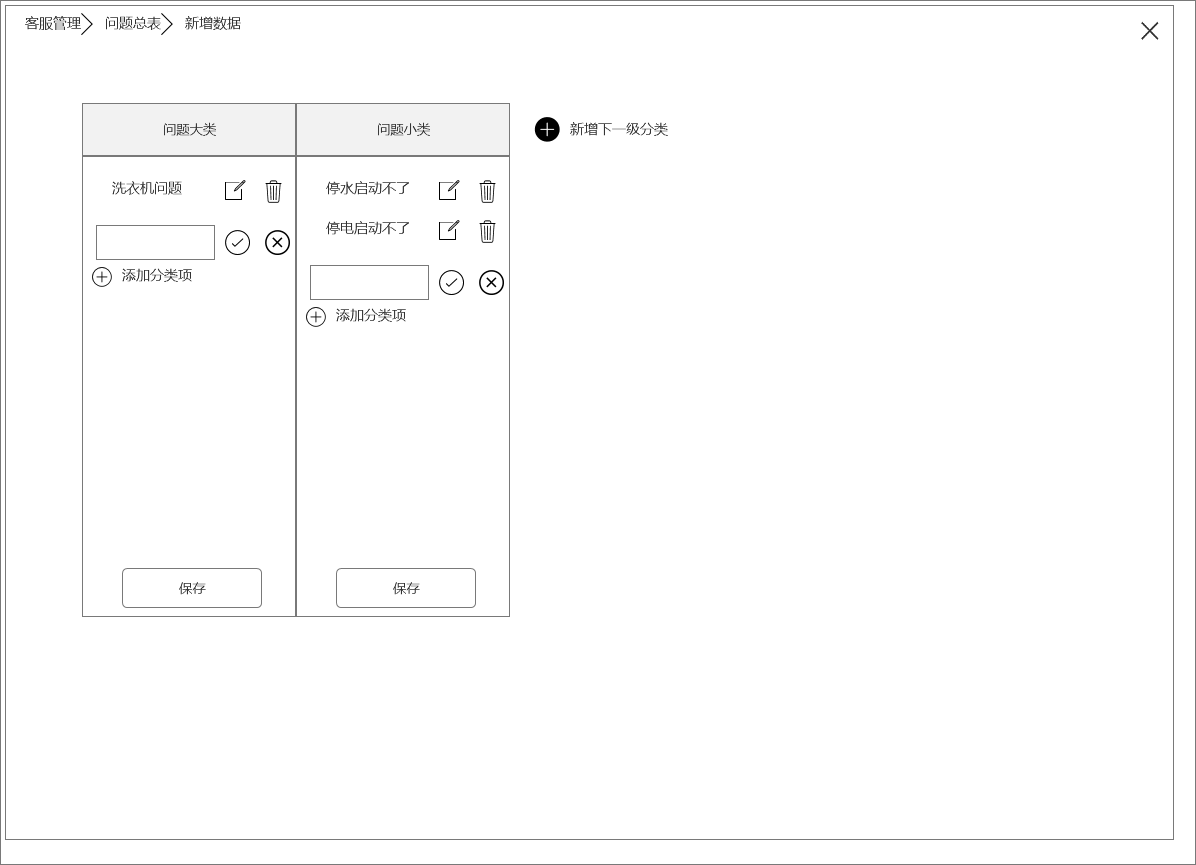 客服管理 问题总表 新增数据
问题大类 问题小类 新增下一级分类
洗衣机问题 停水启动不了
停电启动不了
添加分类项
添加分类项
保存 保存